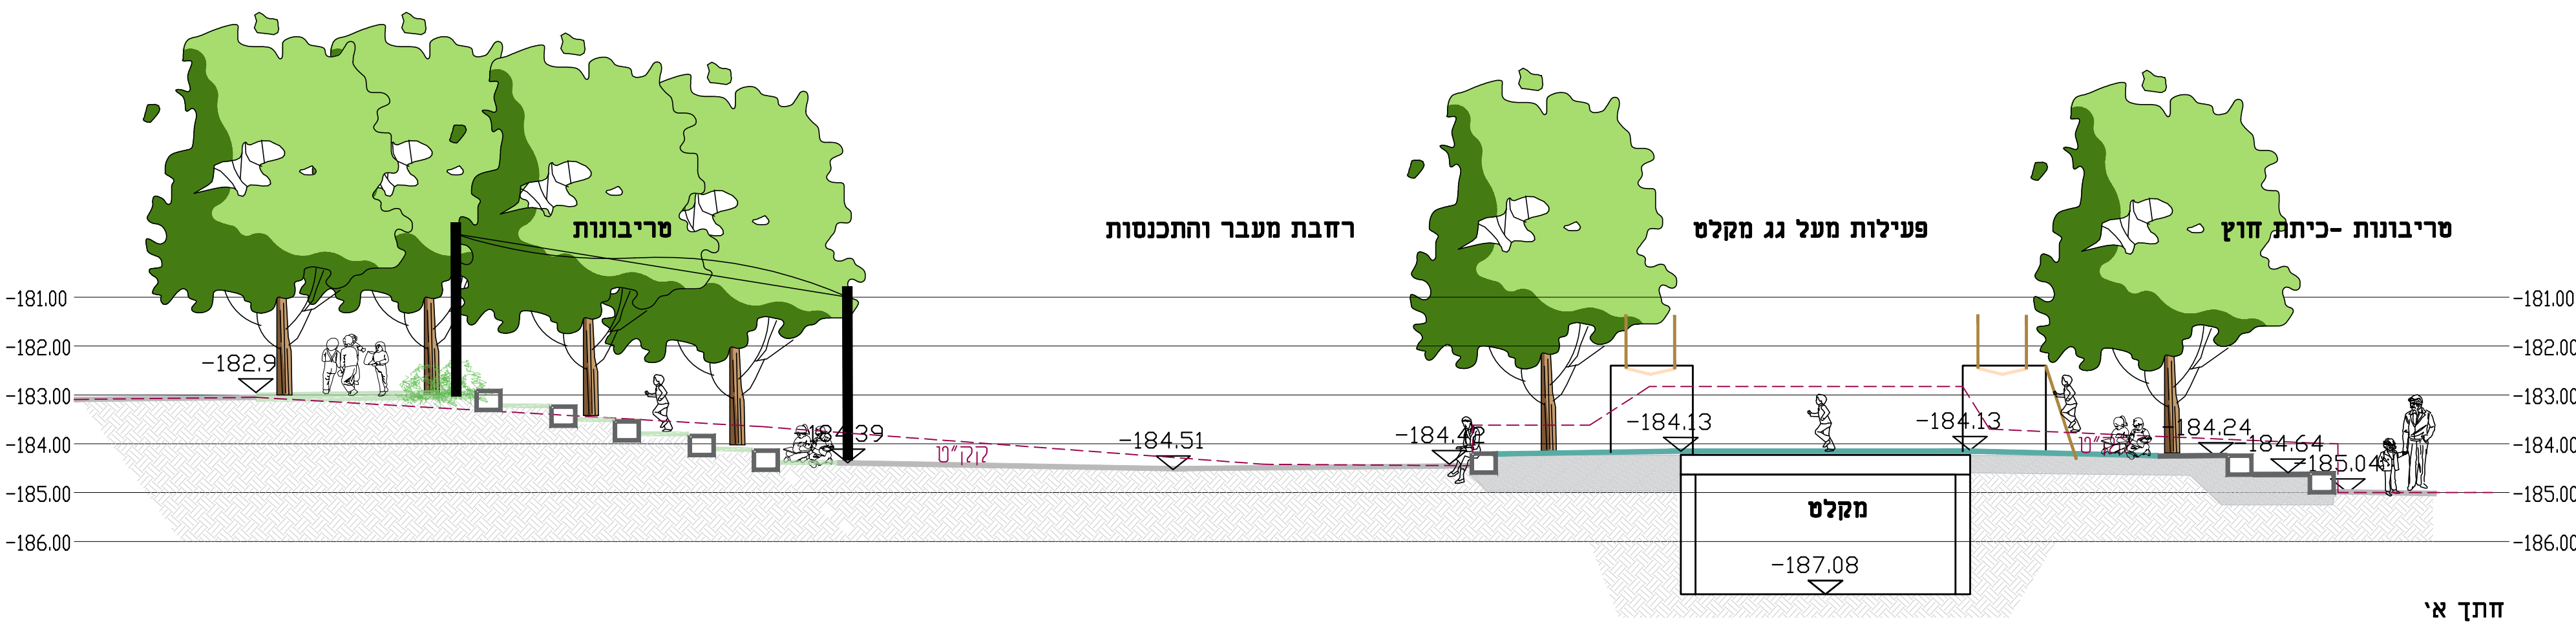 טריבונות
רחבת מעבר והתכנסות
פעילות מעל גג מקלט
טריבונות -כיתת חוץ
-181.00
-181.00
-182.00
-182.00
-182.9
-183.00
-183.00
-184.13
-184.13
-184.24
-184.39
-184.51
-184.00
-184.00
קק"ט
קק"ט
-184.64
-185.04
-185.00
-185.00
מקלט
-186.00
-186.00
-187.08
חתך א'